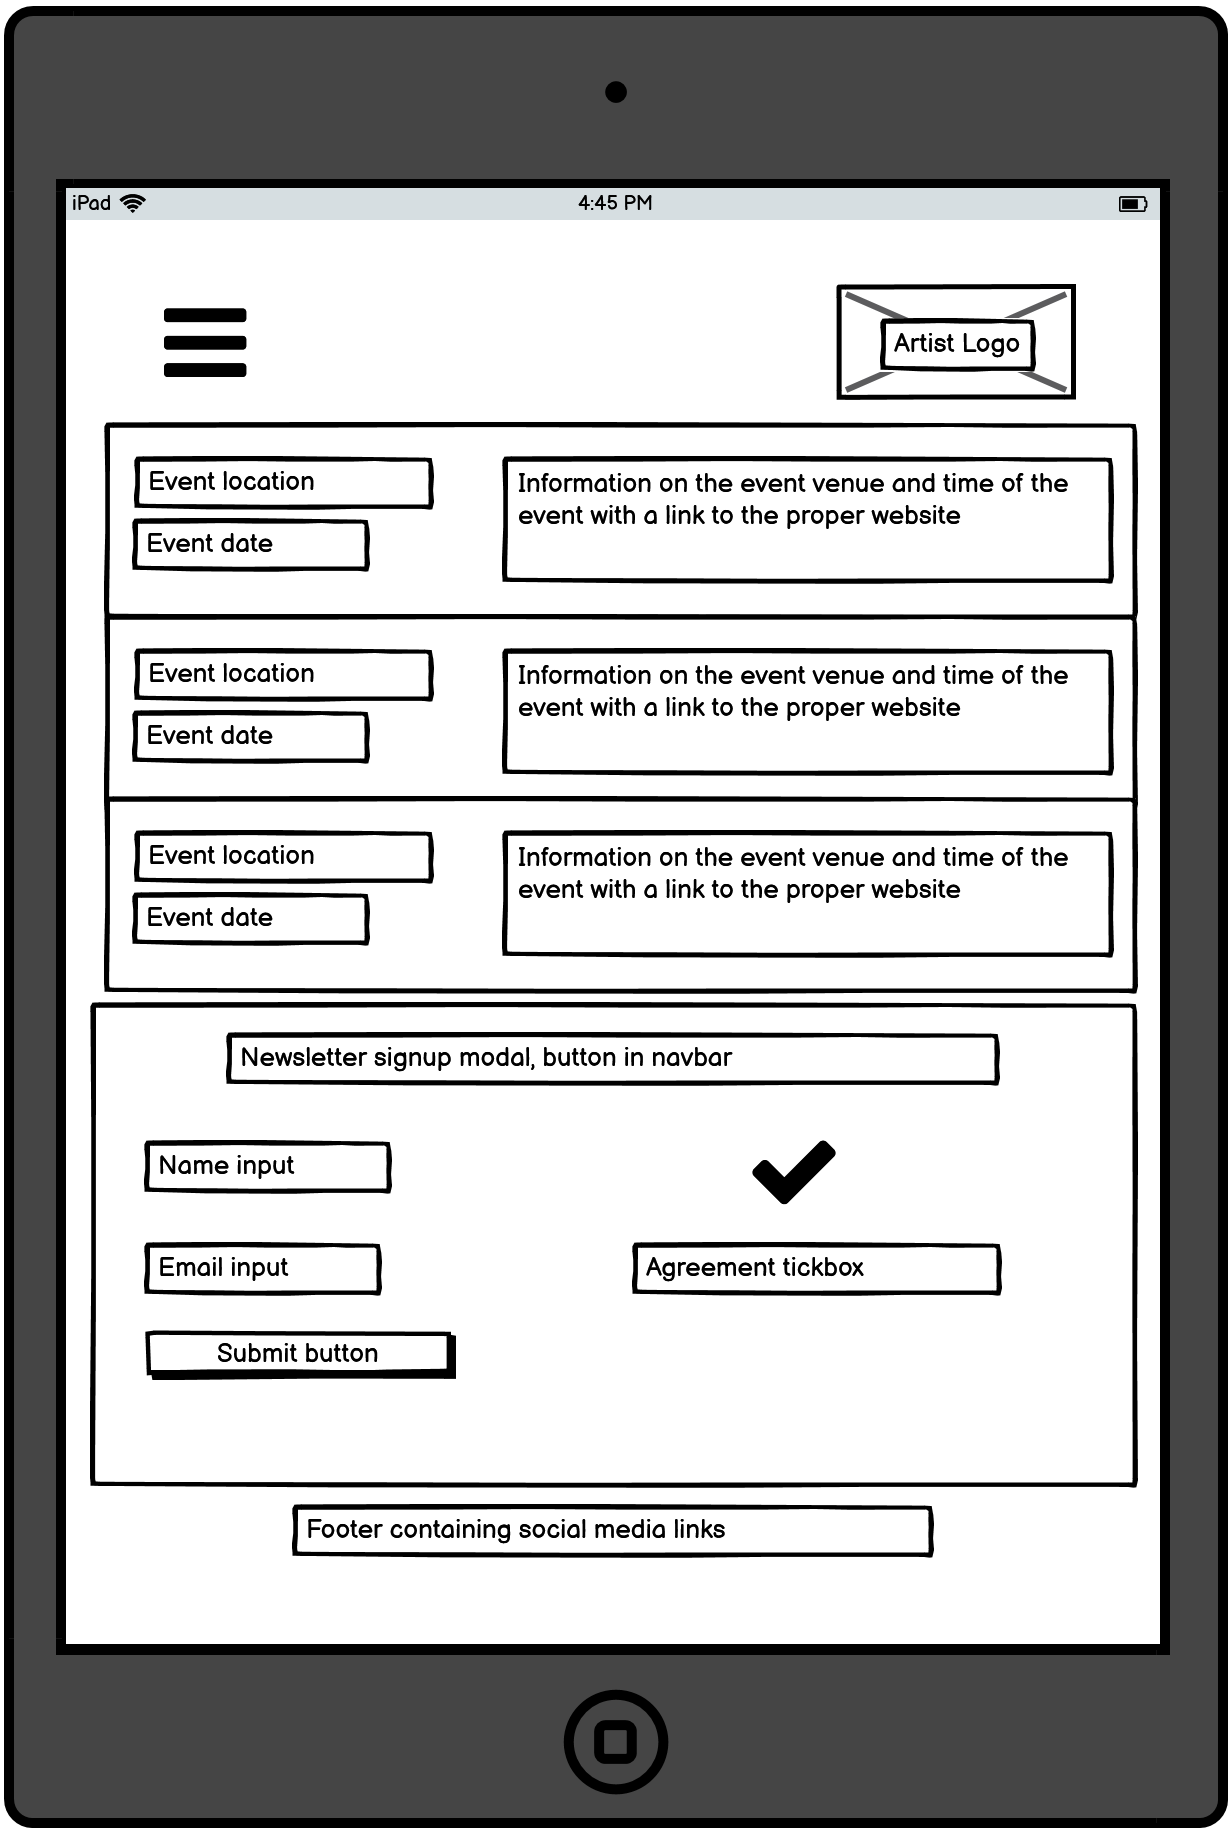 iPad
4:45 PM
Artist Logo
Event location
Event date
Information on the event venue and time of the
event with a link to the proper website
Event location
Event date
Information on the event venue and time of the
event with a link to the proper website
Event location
Event date
Information on the event venue and time of the
event with a link to the proper website
Newsletter signup modal, button in navbar
Name input
Email input
Agreement tickbox
Submit button
Footer containing social media links